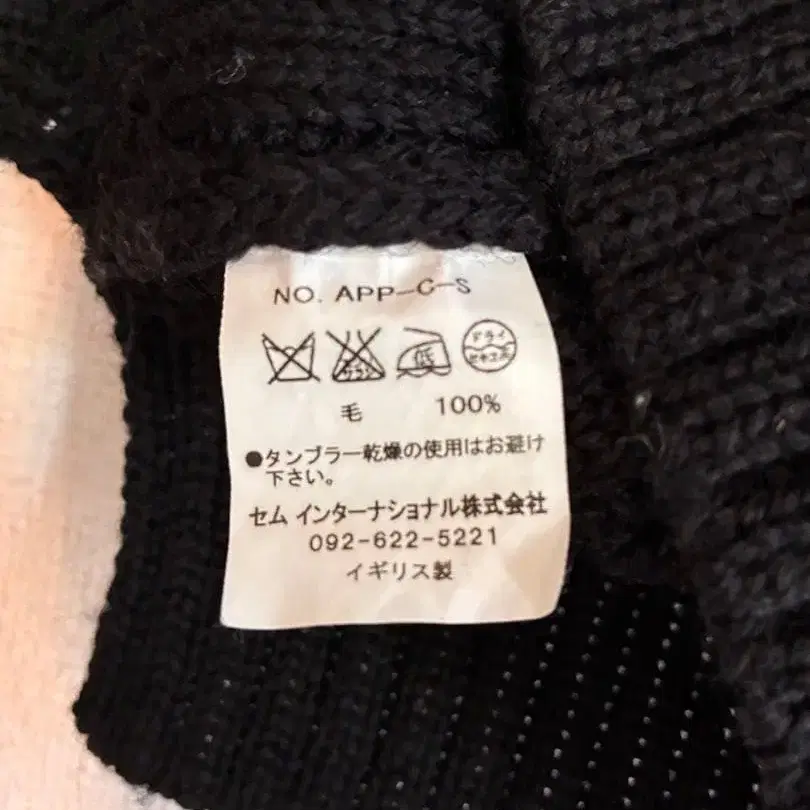 NO. APP-C-S
低 ドライ
セキユ系
毛 100%
●タンブラー乾燥の使用はお避け
下さい。
セム インターナショナル株式会社
092-622-5221
イギリス製